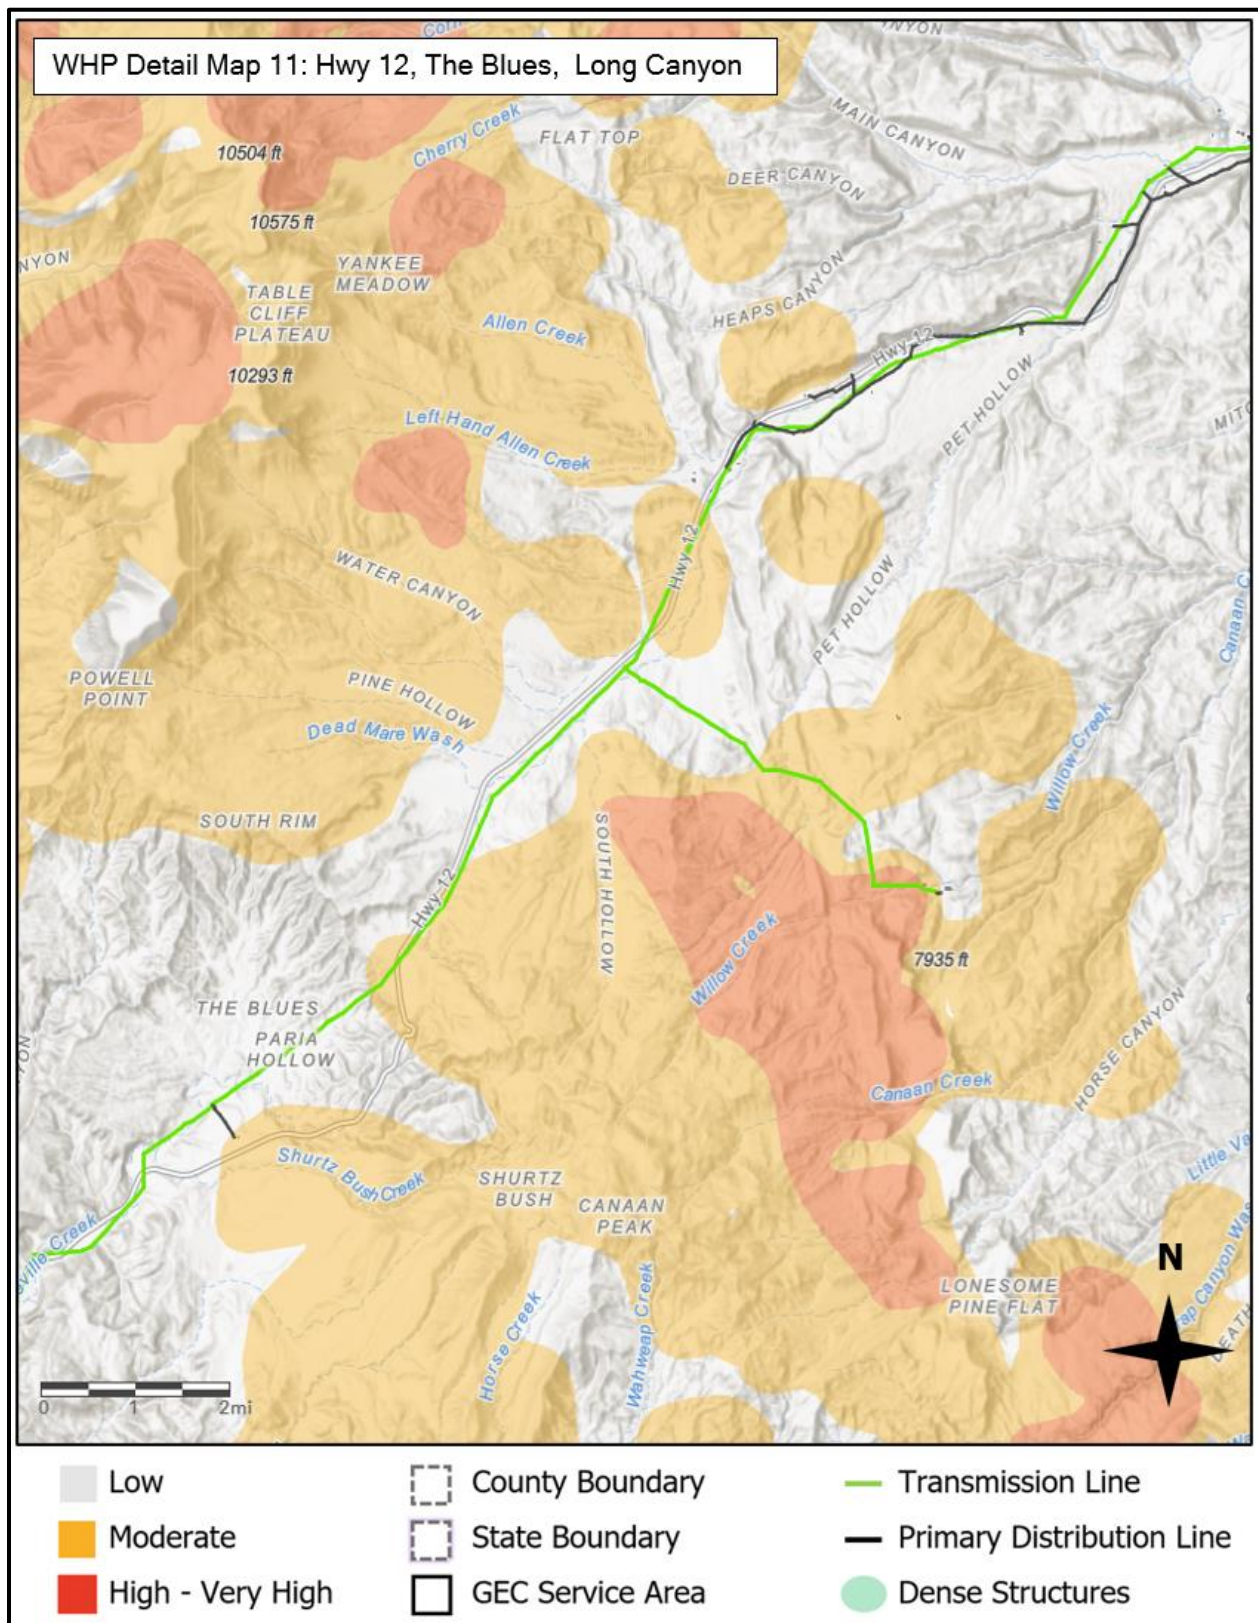 WHP Detail Map 11: Hwy 12, The Blues, Long Canyon
MAIN CANYON
FLAT TOP
Cherry Creek
10504 ft
DEER CANYON
10575 ft
YANKEE
MEADOW
TABLE
CLIFF
PLATEAU
HEAPS CANYON
Allen Creek
Hwy 12
10293 ft
PET HOLLOW
Left Hand Allen Creek
Hwy 12
WATER CANYON
PET HOLLOW
POWELL
POINT
PINE HOLLOW
Dead Mare Wash
Willow Creek
SOUTH RIM
SOUTH HOLLOW
Hwy 12
Willow Creek
7935 ft
THE BLUES
PARIA
HOLLOW
HORSE CANYON
Canaan Creek
Shurtz Bush Creek
SHURTZ
BUSH
CANAAN
PEAK
N
LONESOME
PINE FLAT
Horse Creek
Wahweap Creek
0 1 2mi
Low
County Boundary
Transmission Line
Moderate
State Boundary
Primary Distribution Line
High - Very High
GEC Service Area
Dense Structures